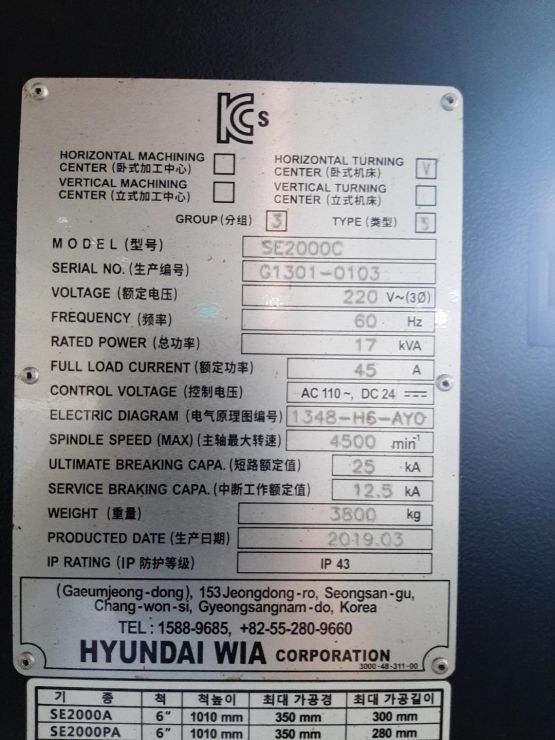 KCs
HORIZONTAL MACHINING CENTER (卧式加工中心)
HORIZONTAL TURNING CENTER (卧式机床) V
VERTICAL MACHINING CENTER (立式加工中心)
VERTICAL TURNING CENTER (立式机床)
GROUP(分组) 3 TYPE (类型) 5
MODEL (型号) SE2000C
SERIAL NO. (生产编号) G1301-0103
VOLTAGE (额定电压) 220 V~(3Ø)
FREQUENCY (频率) 60 Hz
RATED POWER (总功率) 17 kVA
FULL LOAD CURRENT (额定功率) 45 A
CONTROL VOLTAGE (控制电压) AC 110 ~, DC 24 ⎓
ELECTRIC DIAGRAM (电气原理图编号) 1348-H6-AY0
SPINDLE SPEED (MAX) (主轴最大转速) 4500 min⁻¹
ULTIMATE BREAKING CAPA. (短路额定值) 25 kA
SERVICE BRAKING CAPA. (中断工作额定值) 12.5 kA
WEIGHT (重量) 3800 kg
PRODUCTED DATE (生产日期) 2019.03
IP RATING (IP 防护等级) IP 43
(Gaeumjeong-dong), 153 Jeongdong-ro, Seongsan-gu,
Chang-won-si, Gyeongsangnam-do, Korea
TEL : 1588-9685, +82-55-280-9660
HYUNDAI WIA CORPORATION
3000-48-311-00
기 종 척 척높이 최대 가공경 최대 가공길이
SE2000A 6″ 1010 mm 350 mm 300 mm
SE2000PA 6″ 1010 mm 350 mm 280 mm